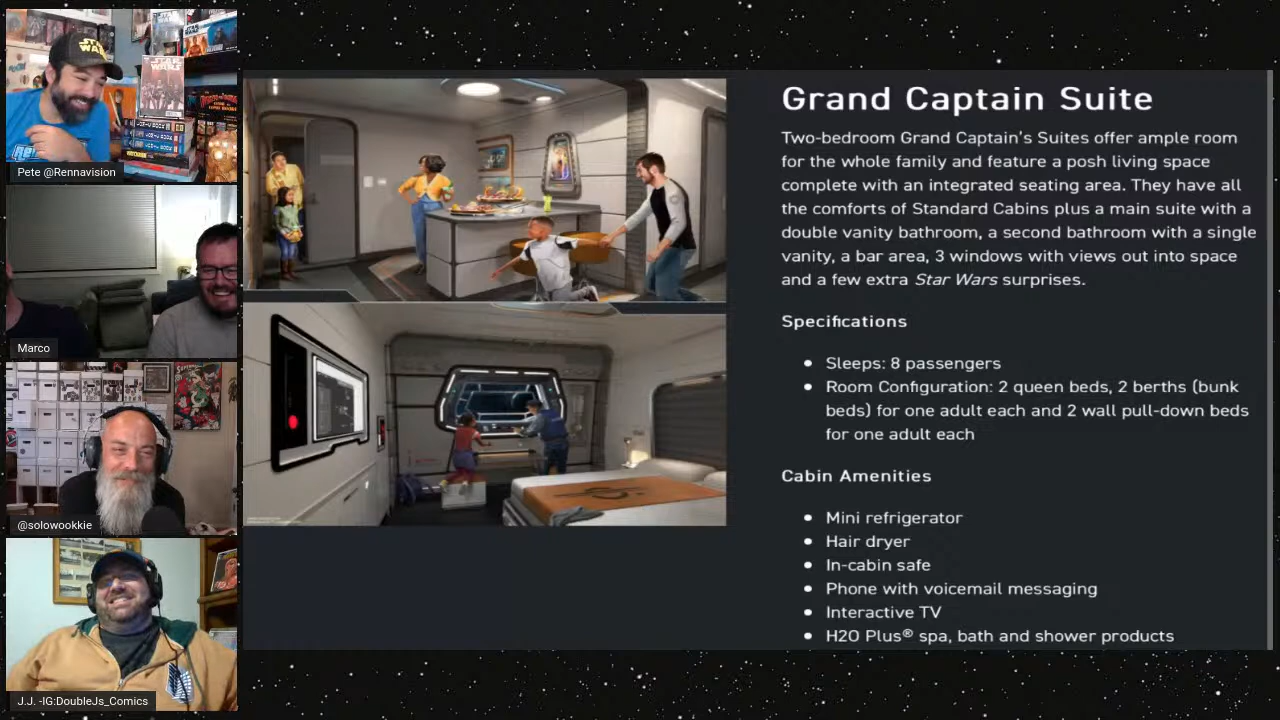 STAR
WARS
STAR
WARS
Pete @Rennavision
Marco
@solowookkie
J.J. -IG:DoubleJs_Comics
Grand Captain Suite
Two-bedroom Grand Captain's Suites offer ample room
for the whole family and feature a posh living space
complete with an integrated seating area. They have all
the comforts of Standard Cabins plus a main suite with a
double vanity bathroom, a second bathroom with a single
vanity, a bar area, 3 windows with views out into space
and a few extra Star Wars surprises.
Specifications
• Sleeps: 8 passengers
• Room Configuration: 2 queen beds, 2 berths (bunk
beds) for one adult each and 2 wall pull-down beds
for one adult each
Cabin Amenities
• Mini refrigerator
• Hair dryer
• In-cabin safe
• Phone with voicemail messaging
• Interactive TV
• H2O Plus® spa, bath and shower products